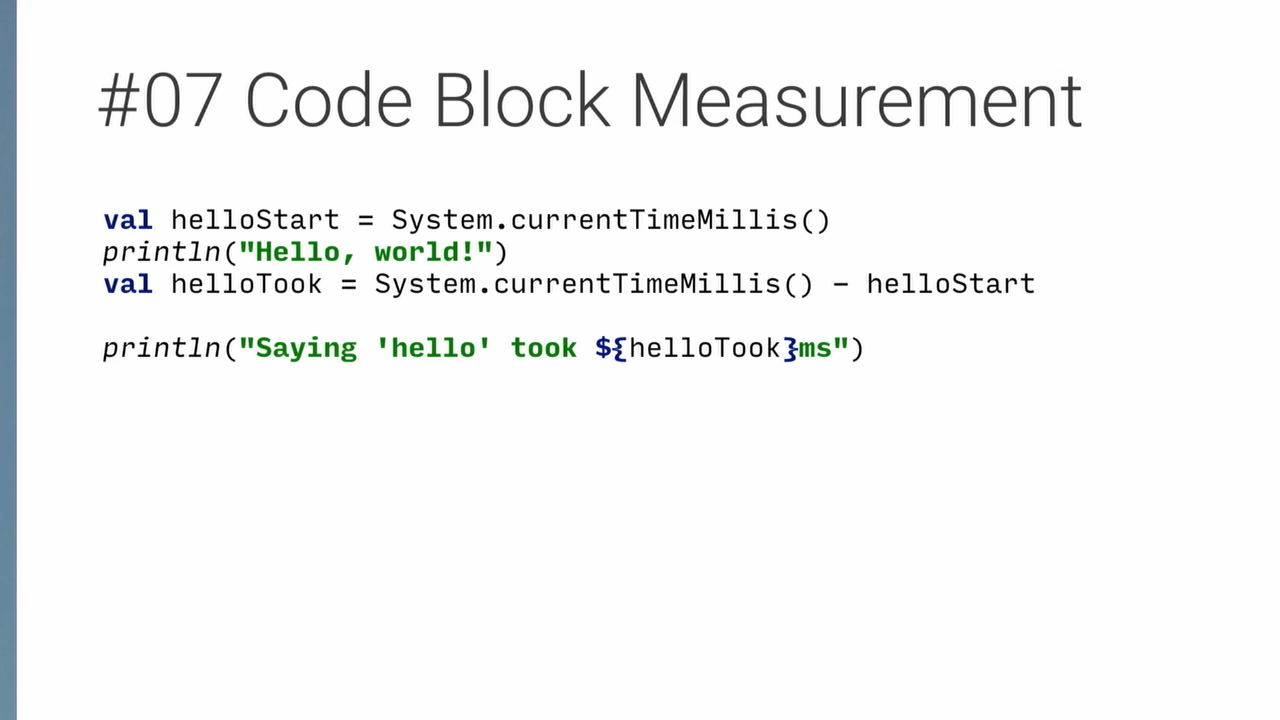 #07 Code Block Measurement
val helloStart = System.currentTimeMillis()
println("Hello, world!")
val helloTook = System.currentTimeMillis() - helloStart
println("Saying 'hello' took ${helloTook}ms")